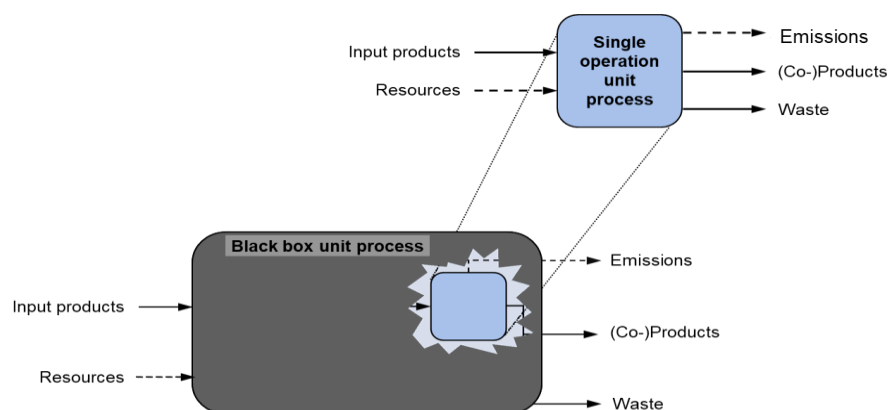 Input products
Resources
Single
operation
unit
process
Emissions
(Co-)Products
Waste
Black box unit process
Input products
Resources
Emissions
(Co-)Products
Waste